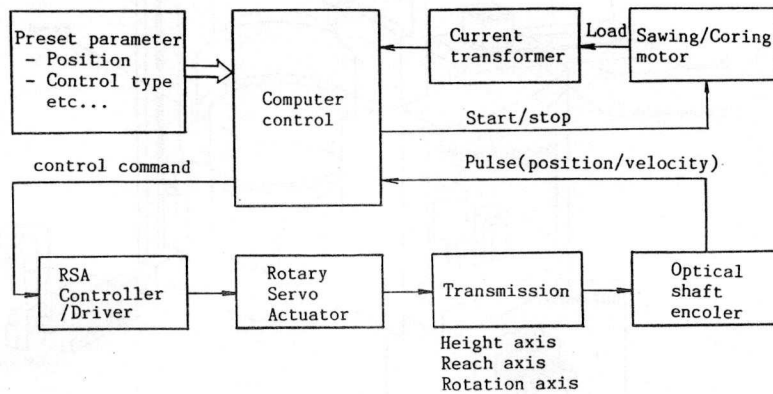 Preset parameter
- Position
- Control type
etc...
Computer
control
Current
transformer
Load
Sawing/Coring
motor
Start/stop
control command
Pulse(position/velocity)
RSA
Controller
/Driver
Rotary
Servo
Actuator
Transmission
Optical
shaft
encoler
Height axis
Reach axis
Rotation axis